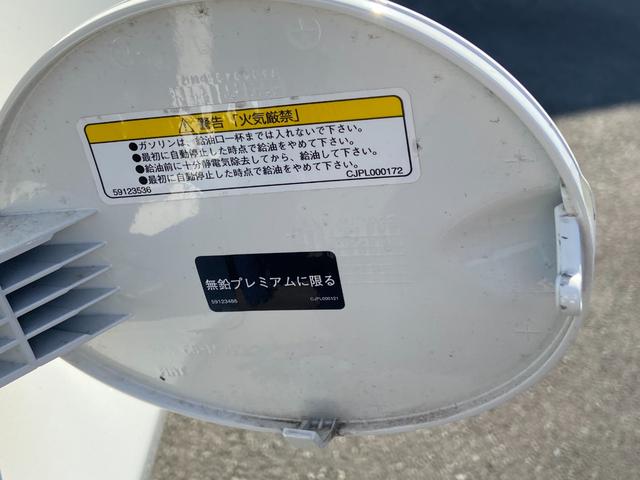 ⚠ 警告「火気厳禁」
●ガソリンは、給油口一杯までは入れないで下さい。
●最初に自動停止した時点で給油をやめて下さい。
●給油前に十分静電気除去してから、給油して下さい。
●最初に自動停止した時点で給油をやめて下さい。
59123536 CJPL000172
無鉛プレミアムに限る
59123486 CJPL000121